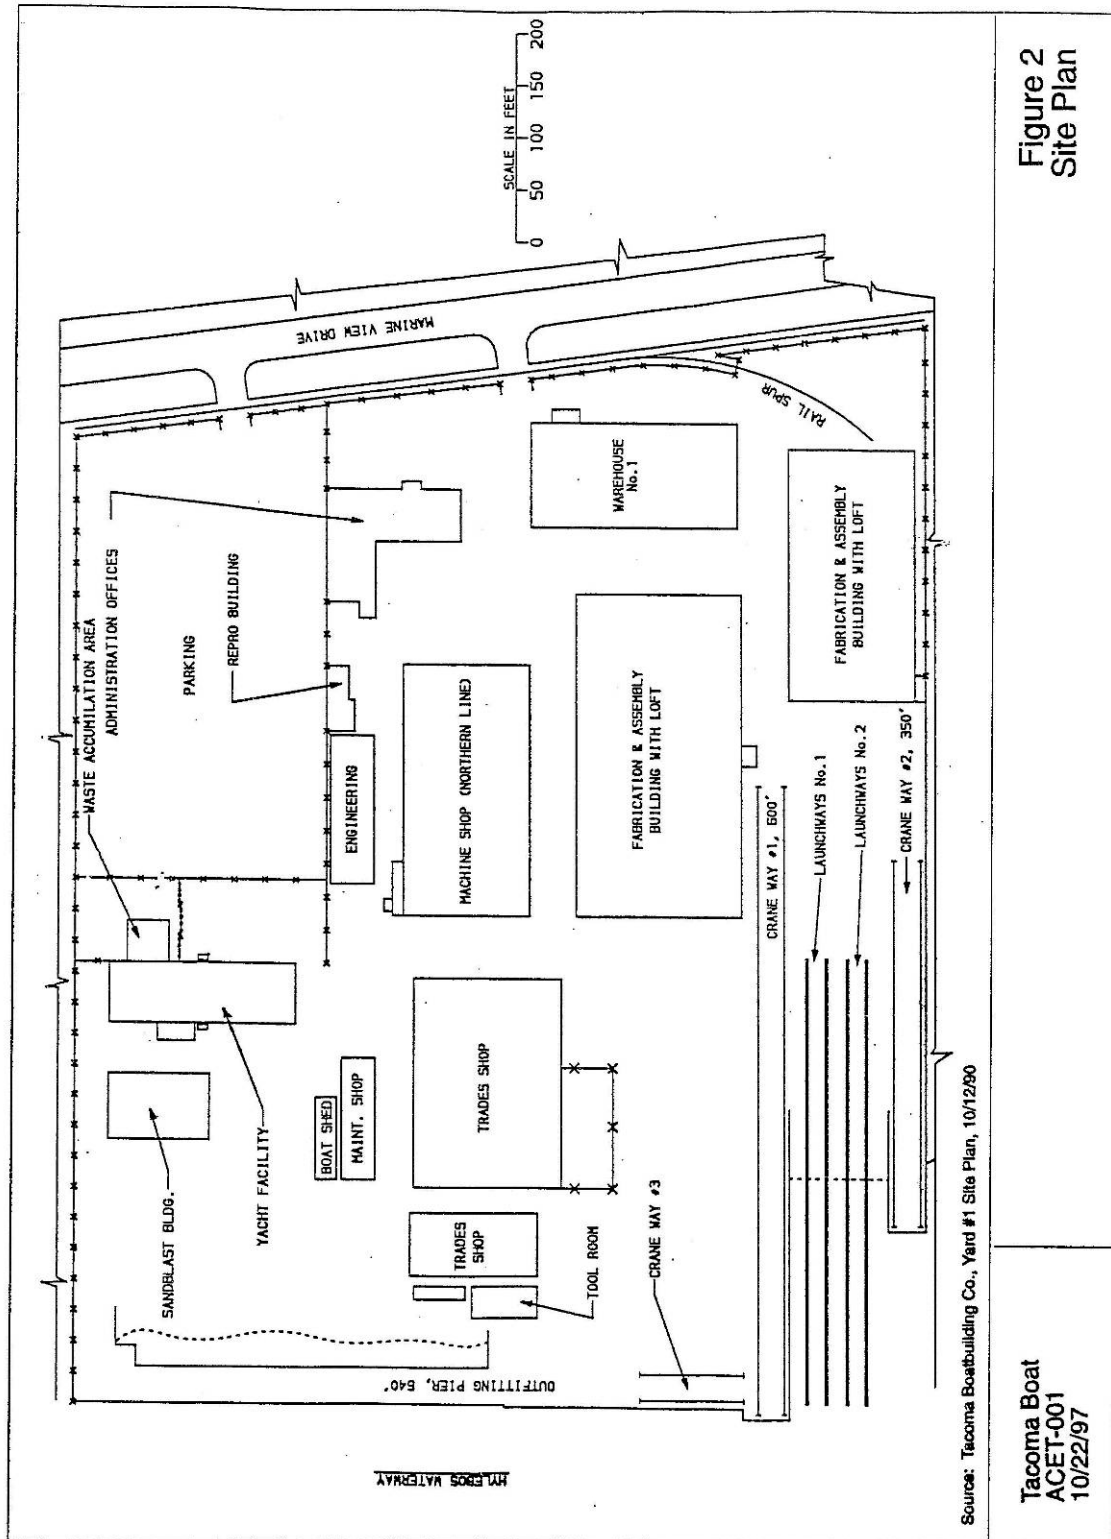 SCALE IN FEET
0 50 100 150 200
MARINE VIEW DRIVE
RAIL SPUR
WASTE ACCUMILATION AREA
ADMINISTRATION OFFICES
PARKING
REPRO BUILDING
WAREHOUSE
No.1
ENGINEERING
MACHINE SHOP (NORTHERN LINE)
FABRICATION & ASSEMBLY
BUILDING WITH LOFT
FABRICATION & ASSEMBLY
BUILDING WITH LOFT
SANDBLAST BLDG.
YACHT FACILITY
BOAT SHED
MAINT. SHOP
TRADES SHOP
TRADES
SHOP
TOOL ROOM
CRANE WAY #3
CRANE WAY #1, 600'
LAUNCHWAYS No.1
LAUNCHWAYS No.2
CRANE WAY #2, 350'
OUTFITTING PIER, 540'
HYLEBOS WATERWAY
Source: Tacoma Boatbuilding Co., Yard #1 Site Plan, 10/12/90
Tacoma Boat
ACET-001
10/22/97
Figure 2
Site Plan